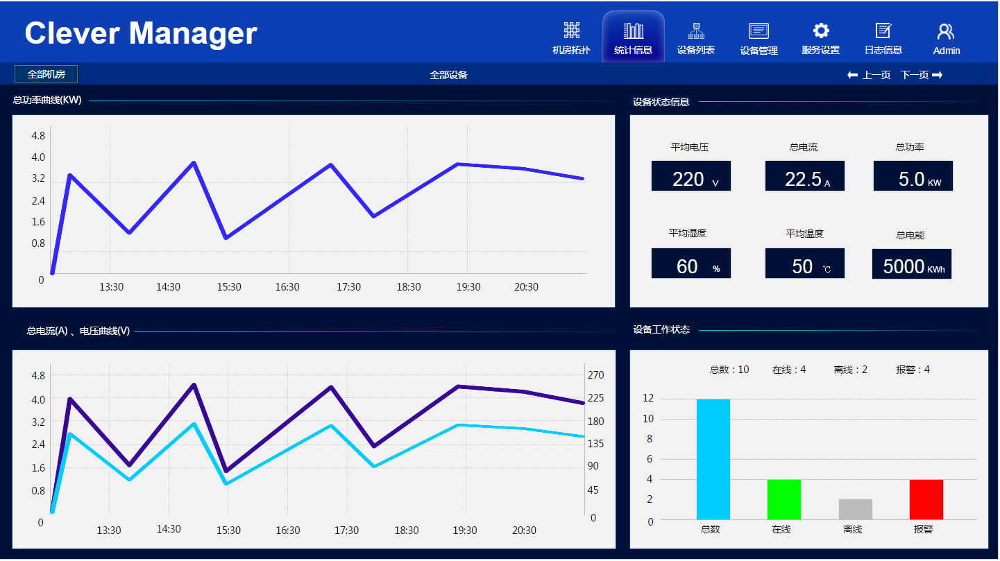 Clever Manager
机房拓扑 统计信息 设备列表 设备管理 服务设置 日志信息 Admin
全部机房 全部设备 上一页 下一页
总功率曲线(KW)
4.8
4.0
3.2
2.4
1.6
0.8
0
13:30 14:30 15:30 16:30 17:30 18:30 19:30 20:30
设备状态信息
平均电压 总电流 总功率
220 V 22.5 A 5.0 KW
平均湿度 平均温度 总电能
60 % 50 ℃ 5000 KWh
总电流(A) 、电压曲线(V)
4.8 270
4.0 225
3.2 180
2.4 135
1.6 90
0.8 45
0 0
13:30 14:30 15:30 16:30 17:30 18:30 19:30 20:30
设备工作状态
总数：10 在线：4 离线：2 报警：4
12
10
8
6
4
2
0
总数 在线 离线 报警